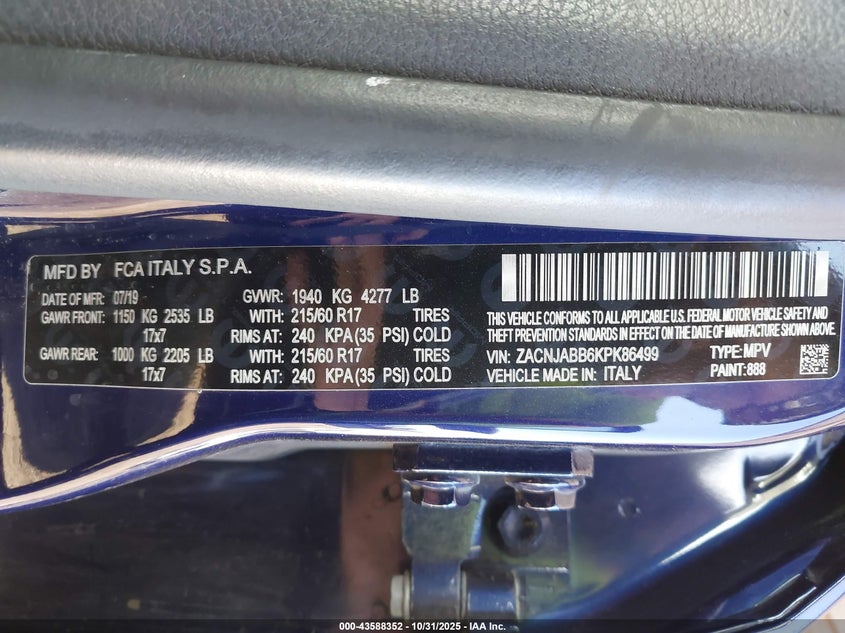 MFD BY FCA ITALY S.P.A.
DATE OF MFR: 07/19 GVWR: 1940 KG 4277 LB
GAWR FRONT: 1150 KG 2535 LB WITH: 215/60 R17 TIRES
17x7 RIMS AT: 240 KPA (35 PSI) COLD
GAWR REAR: 1000 KG 2205 LB WITH: 215/60 R17 TIRES
17x7 RIMS AT: 240 KPA (35 PSI) COLD
THIS VEHICLE CONFORMS TO ALL APPLICABLE U.S. FEDERAL MOTOR VEHICLE SAFETY AND
THEFT PREVENTION STANDARDS IN EFFECT ON THE DATE OF MANUFACTURE SHOWN ABOVE.
VIN: ZACNJABB6KPK86499 TYPE: MPV
VEHICLE MADE IN: ITALY PAINT: 888
000-43588352 - 10/31/2025 - IAA Inc.